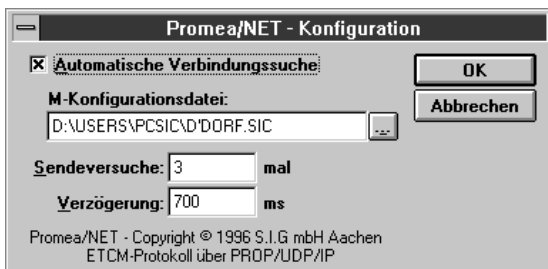 Promea/NET - Konfiguration
Automatische Verbindungssuche
OK
M-Konfigurationsdatei:
Abbrechen
D:\USERS\PCSIC\D'DORF.SIC
...
Sendeversuche: 3 mal
Verzögerung: 700 ms
Promea/NET - Copyright © 1996 S.I.G mbH Aachen
ETCM-Protokoll über PROP/UDP/IP